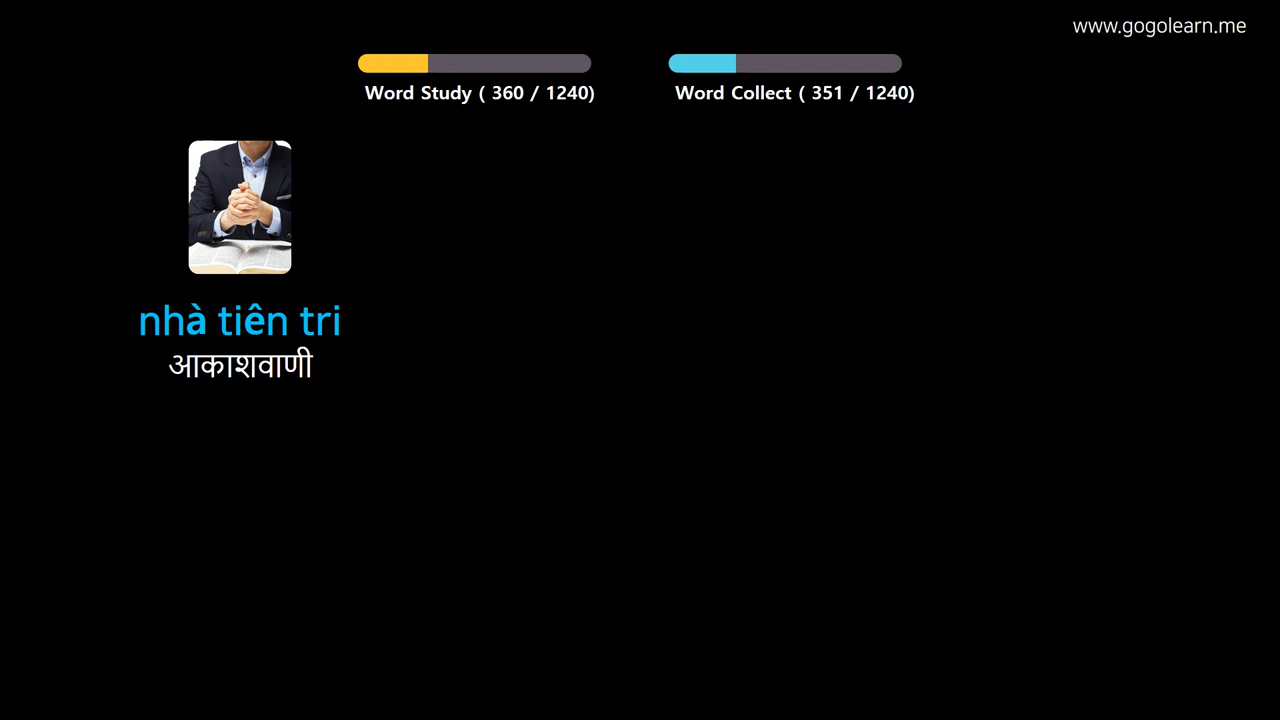 www.gogolearn.me
Word Study ( 360 / 1240)
Word Collect ( 351 / 1240)
nhà tiên tri
आकाशवाणी